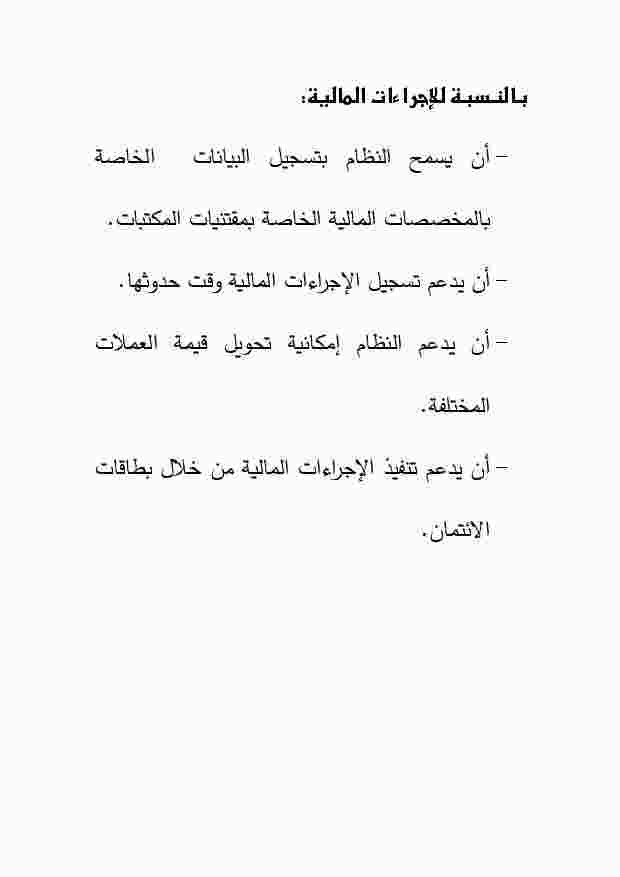 بالنسبة للإجراءات المالية:
- أن يسمح النظام بتسجيل البيانات الخاصة
بالمخصصات المالية الخاصة بمقتنيات المكتبات.
- أن يدعم تسجيل الإجراءات المالية وقت حدوثها.
- أن يدعم النظام إمكانية تحويل قيمة العملات
المختلفة.
- أن يدعم تنفيذ الإجراءات المالية من خلال بطاقات
الائتمان.